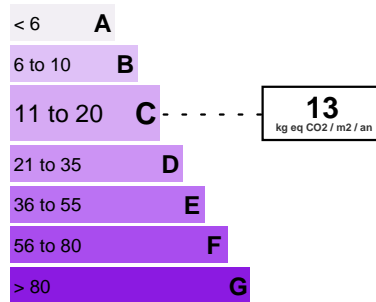 < 6 A
6 to 10 B
11 to 20 C
13
kg eq CO2 / m2 / an
21 to 35 D
36 to 55 E
56 to 80 F
> 80 G